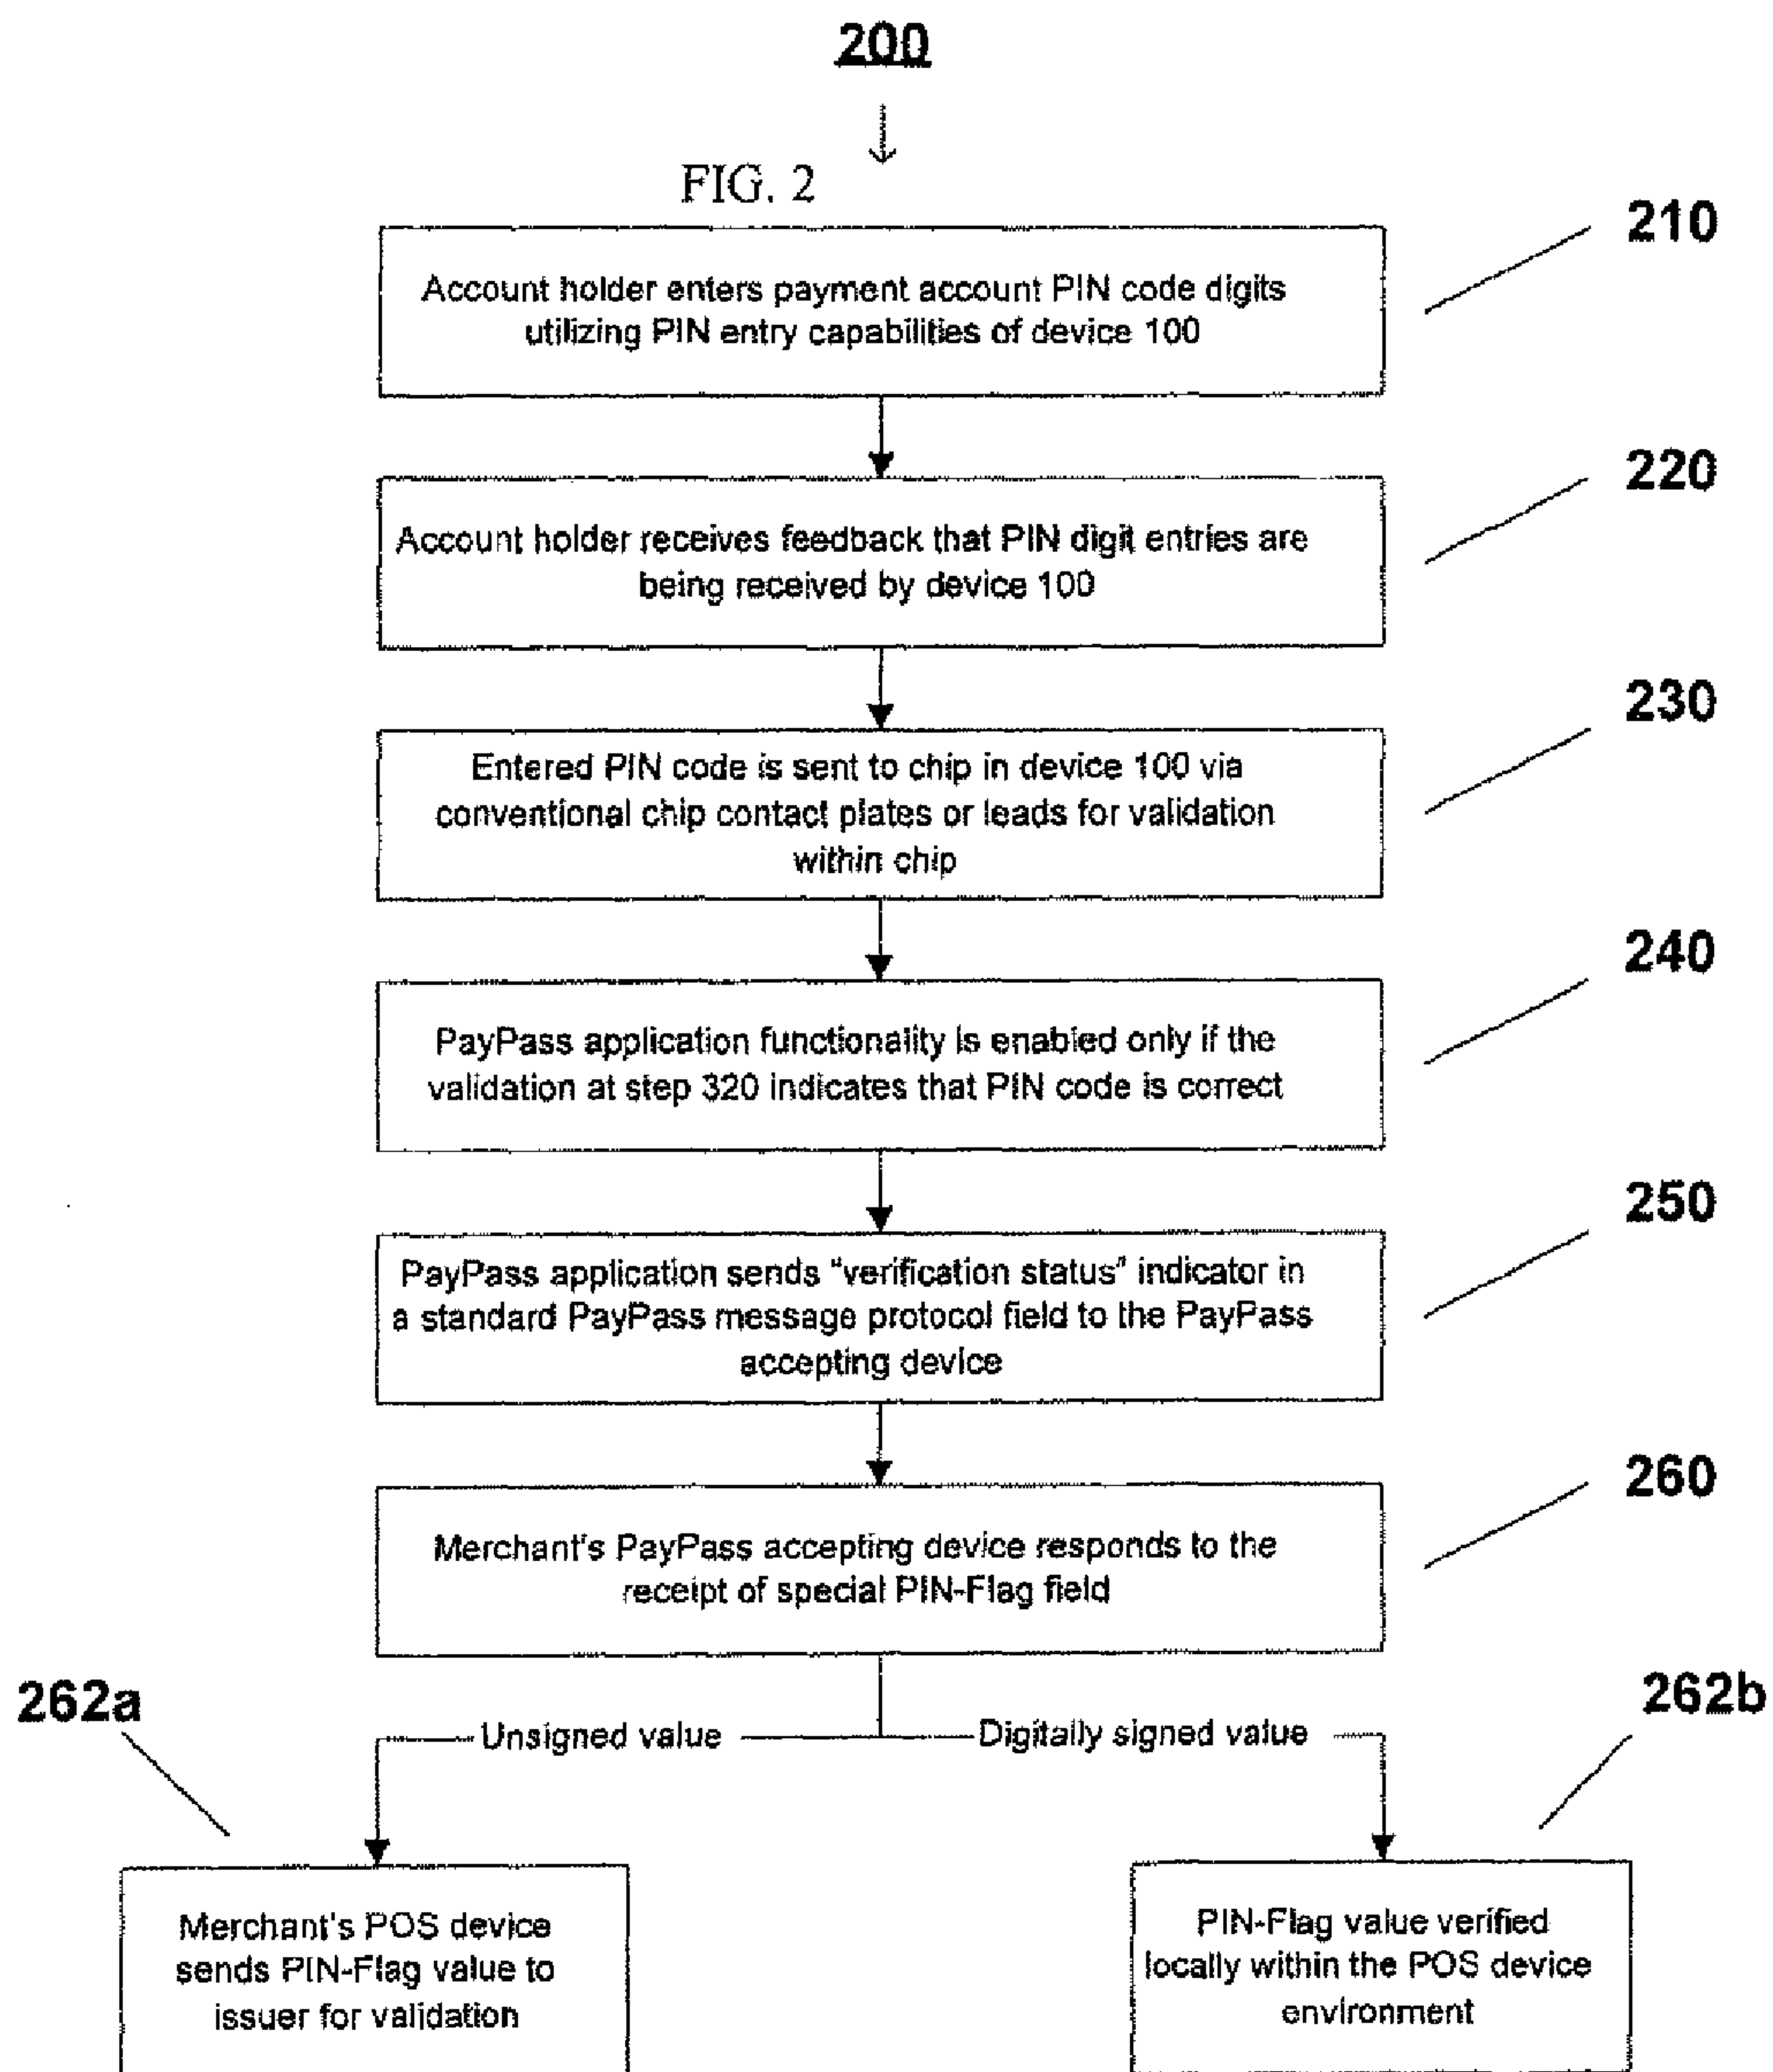 200
FIG. 2
210
Account holder enters payment account PIN code digits
utilizing PIN entry capabilities of device 100
220
Account holder receives feedback that PIN digit entries are
being received by device 100
230
Entered PIN code is sent to chip in device 100 via
conventional chip contact plates or leads for validation
within chip
240
PayPass application functionality is enabled only if the
validation at step 320 indicates that PIN code is correct
250
PayPass application sends "verification status" indicator in
a standard PayPass message protocol field to the PayPass
accepting device
260
Merchant's PayPass accepting device responds to the
receipt of special PIN-Flag field
262a
262b
Unsigned value
Digitally signed value
Merchant's POS device
sends PIN-Flag value to
issuer for validation
PIN-Flag value verified
locally within the POS device
environment